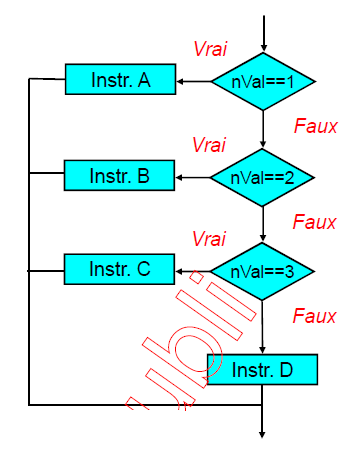 Vrai
Instr. A
nVal==1
Faux
Vrai
Instr. B
nVal==2
Faux
Vrai
Instr. C
nVal==3
Faux
Instr. D